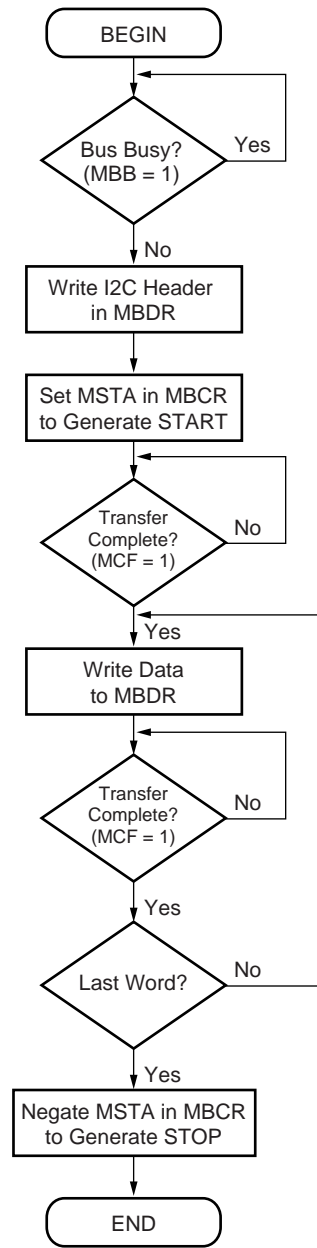 BEGIN
Bus Busy?
(MBB = 1)
Yes
No
Write I2C Header
in MBDR
Set MSTA in MBCR
to Generate START
Transfer
Complete?
(MCF = 1)
No
Yes
Write Data
to MBDR
Transfer
Complete?
(MCF = 1)
No
Yes
Last Word?
No
Yes
Negate MSTA in MBCR
to Generate STOP
END